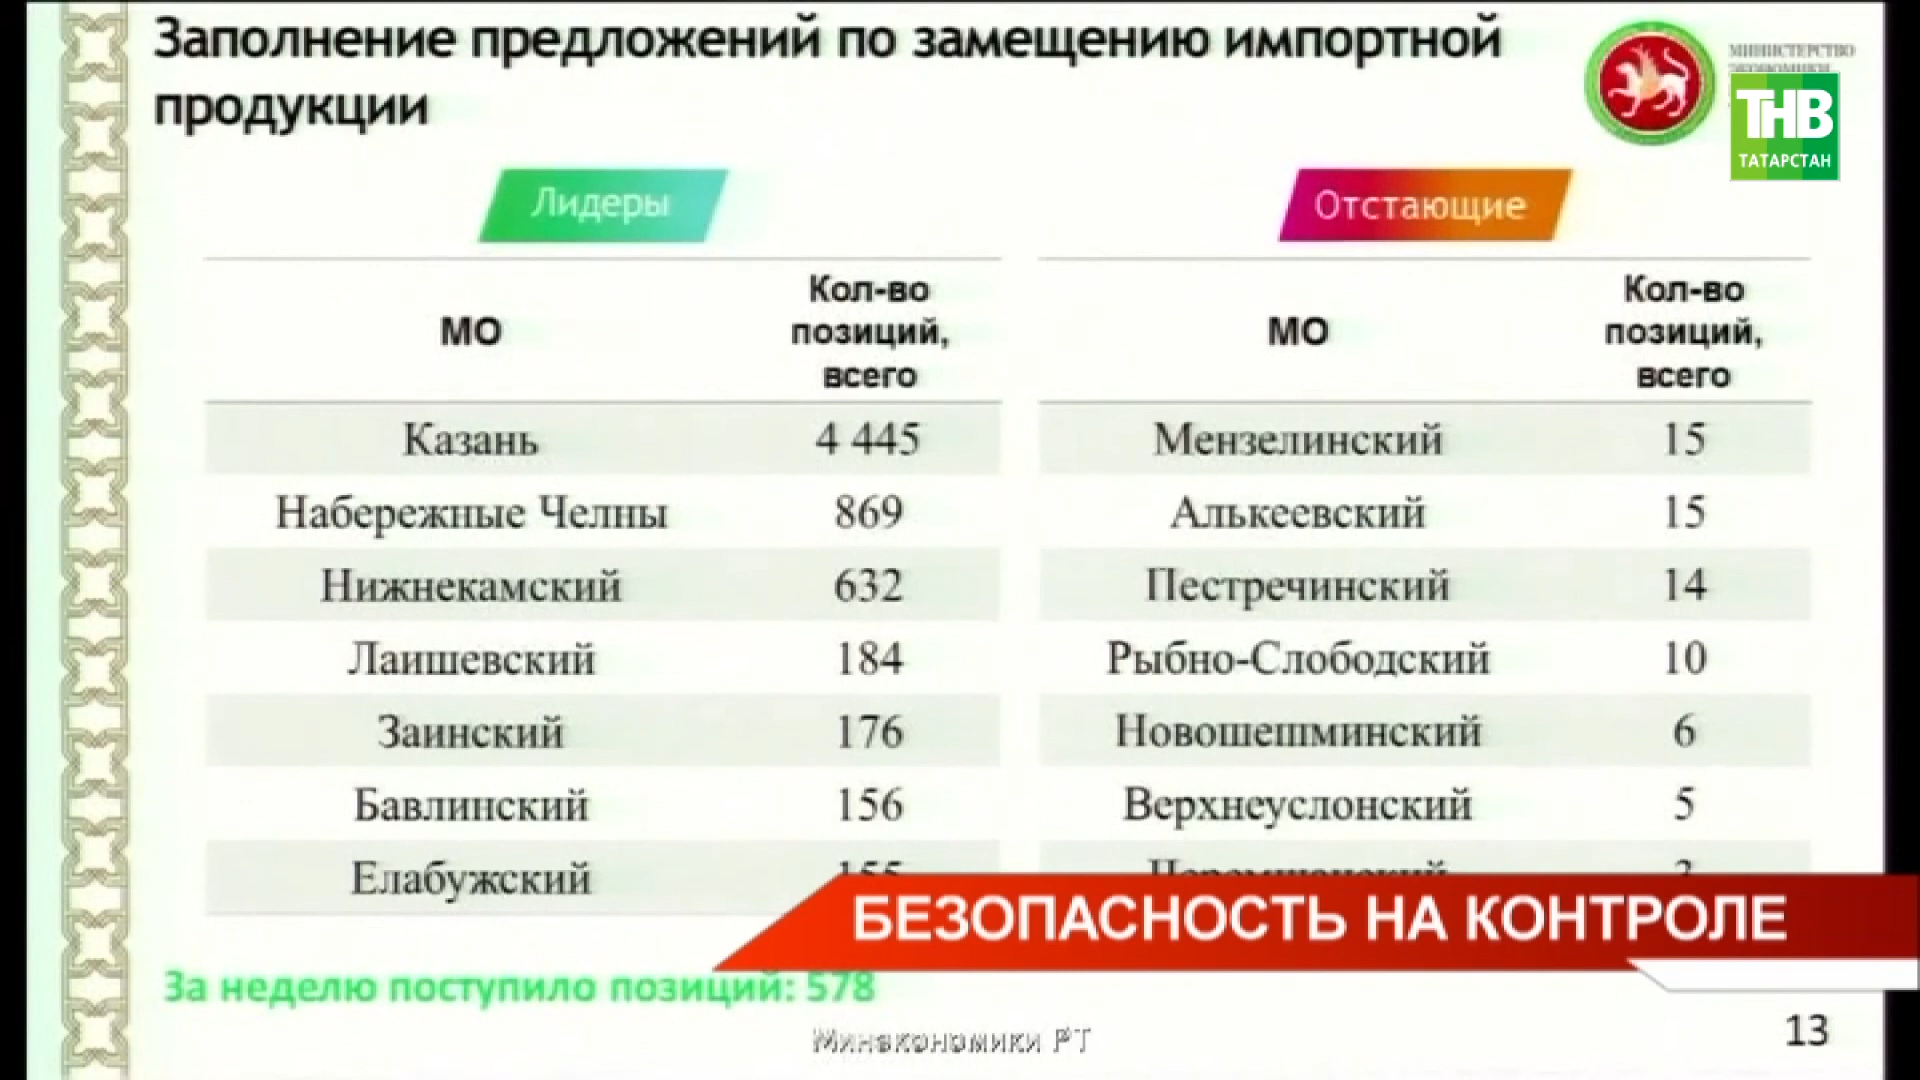 Заполнение предложений по замещению импортной
продукции
МИНИСТЕРСТВО
ЭКОНОМИКИ
ТНВ
ТАТАРСТАН
Лидеры
МО Кол-во позиций, всего
Казань 4 445
Набережные Челны 869
Нижнекамский 632
Лаишевский 184
Заинский 176
Бавлинский 156
Елабужский 155
Отстающие
МО Кол-во позиций, всего
Мензелинский 15
Алькеевский 15
Пестречинский 14
Рыбно-Слободский 10
Новошешминский 6
Верхнеуслонский 5
БЕЗОПАСНОСТЬ НА КОНТРОЛЕ
За неделю поступило позиций: 578
Минэкономики РТ
13